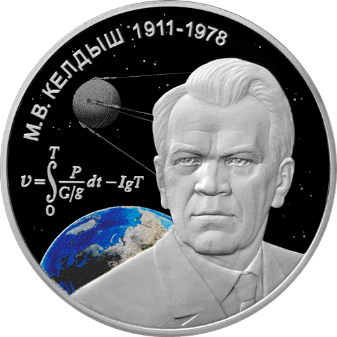 М. В. КЕЛДЫШ 1911-1978
υ=∫₀ᵀ P/(G/g) dt – IgT